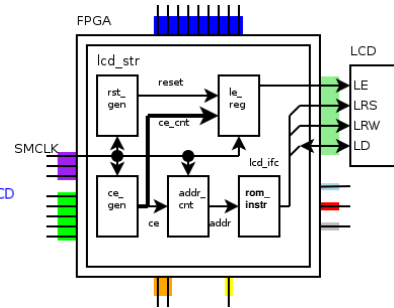 FPGA
LCD
lcd_str
reset
rst_
gen
le_
reg
LE
ce_cnt
LRS
LRW
SMCLK
lcd_ifc
LD
CD
ce_
gen
addr_
cnt
rom_
instr
ce
addr